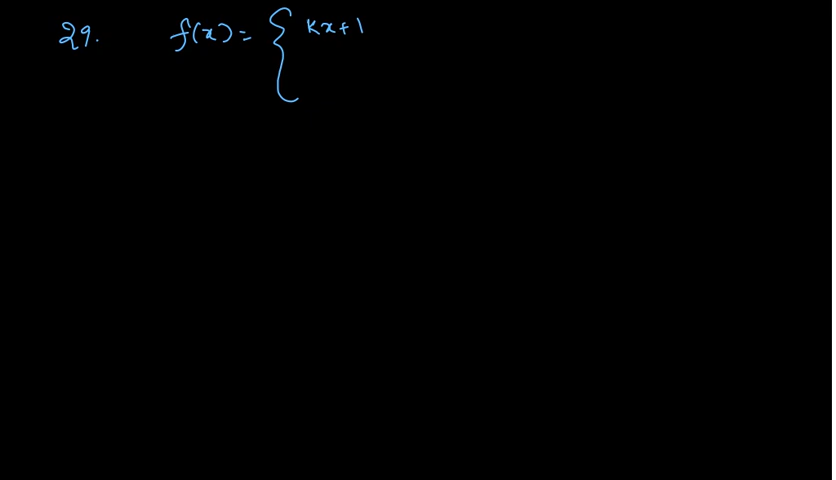 29. f(x) = { kx+1